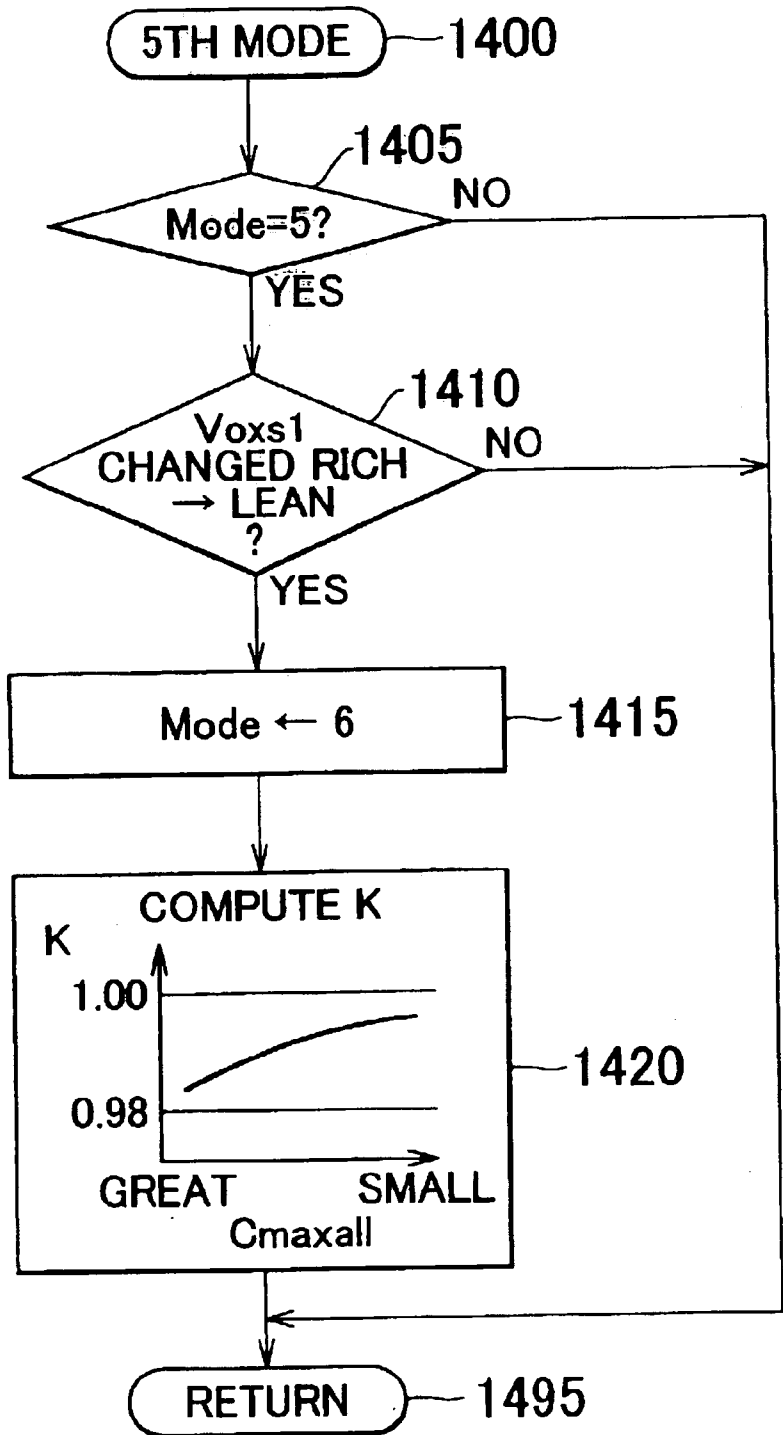 5TH MODE
1400
1405
Mode=5?
NO
YES
1410
Voxs1
CHANGED RICH
→ LEAN
?
NO
YES
Mode ← 6
1415
COMPUTE K
K
1.00
0.98
GREAT SMALL
Cmaxall
1420
RETURN
1495